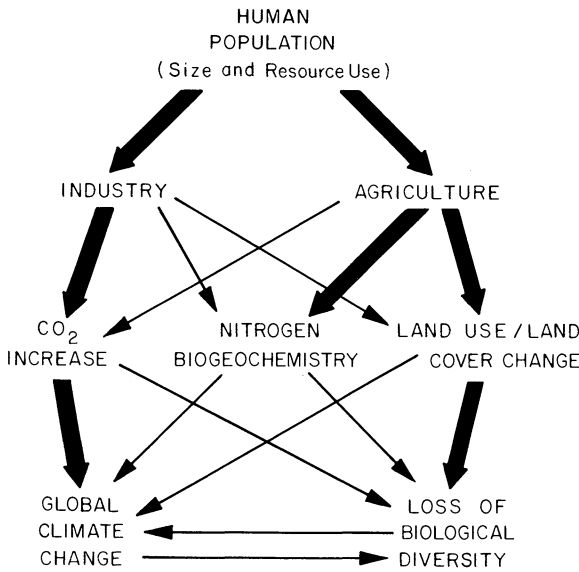 HUMAN
POPULATION
(Size and Resource Use)
INDUSTRY
AGRICULTURE
CO2
INCREASE
NITROGEN
BIOGEOCHEMISTRY
LAND USE / LAND
COVER CHANGE
GLOBAL
CLIMATE
CHANGE
LOSS OF
BIOLOGICAL
DIVERSITY